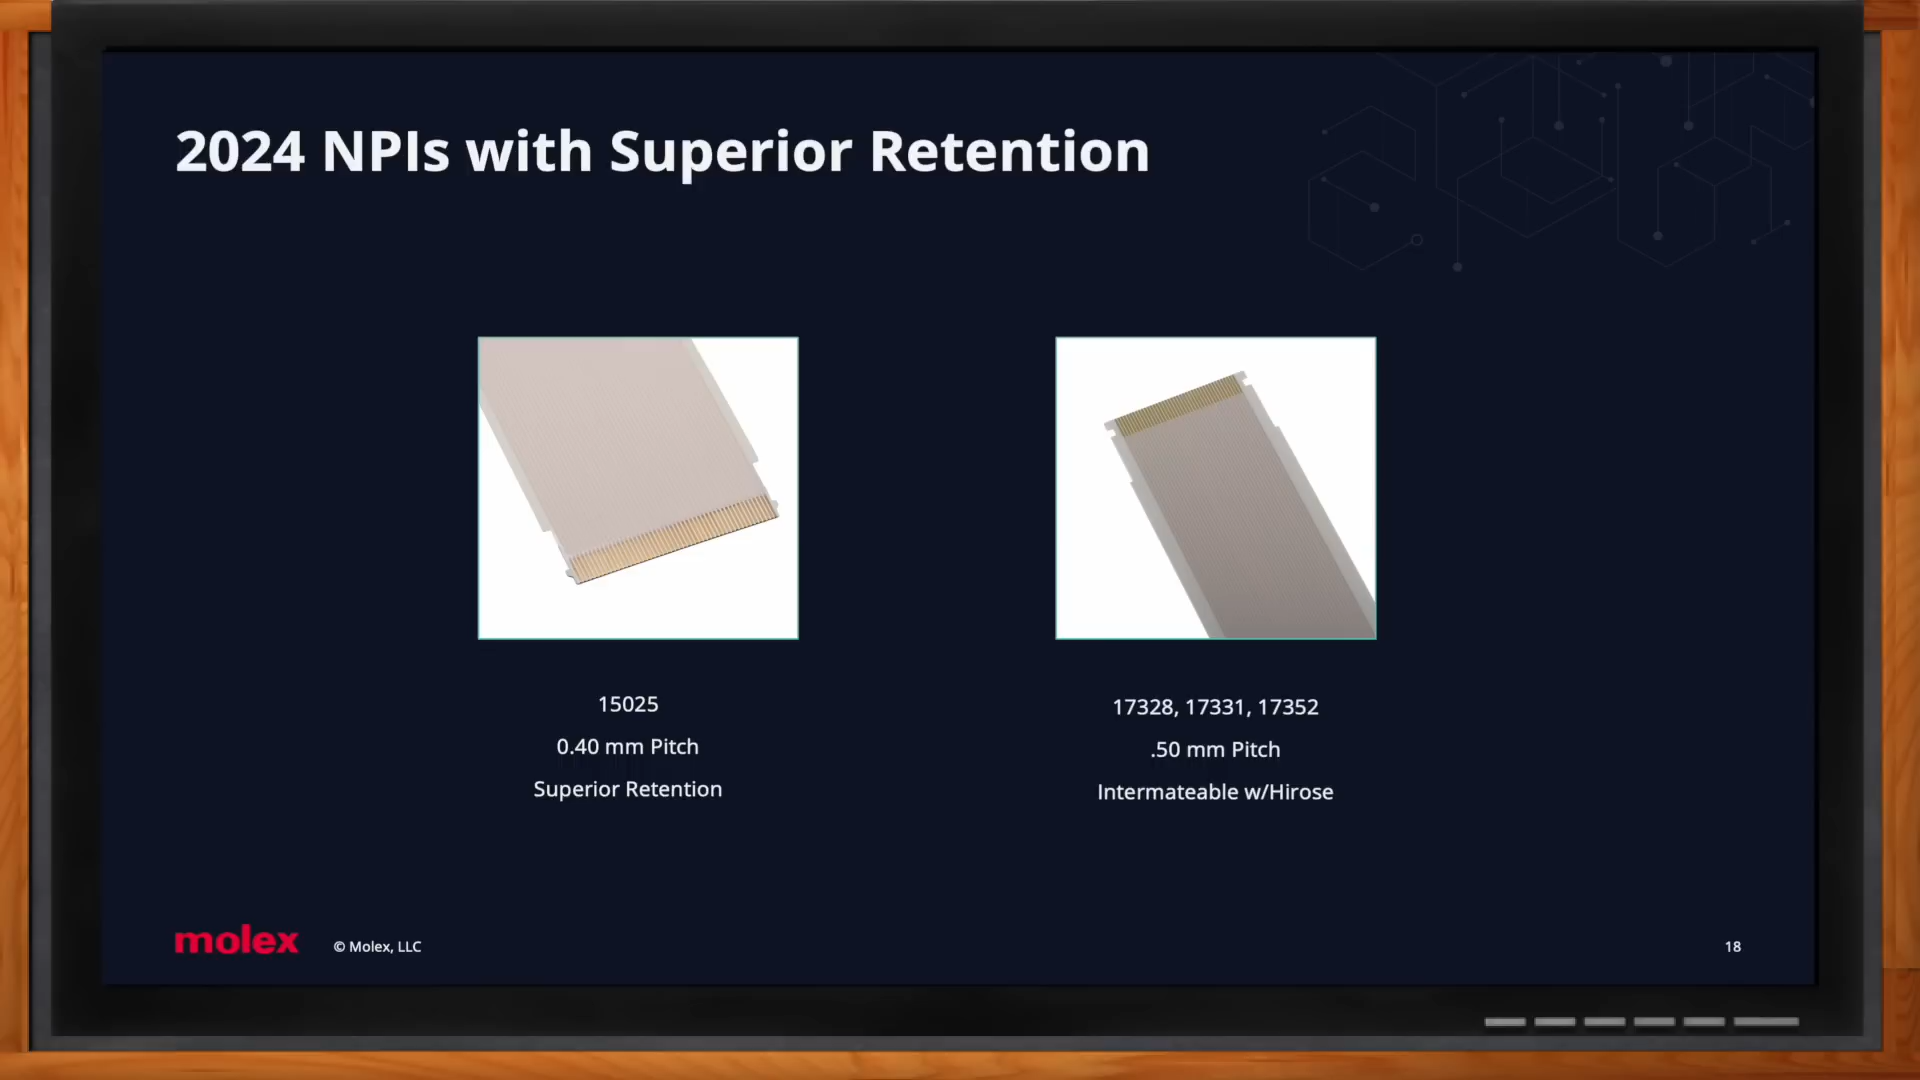 2024 NPIs with Superior Retention
15025
0.40 mm Pitch
Superior Retention
17328, 17331, 17352
.50 mm Pitch
Intermateable w/Hirose
molex
© Molex, LLC
18